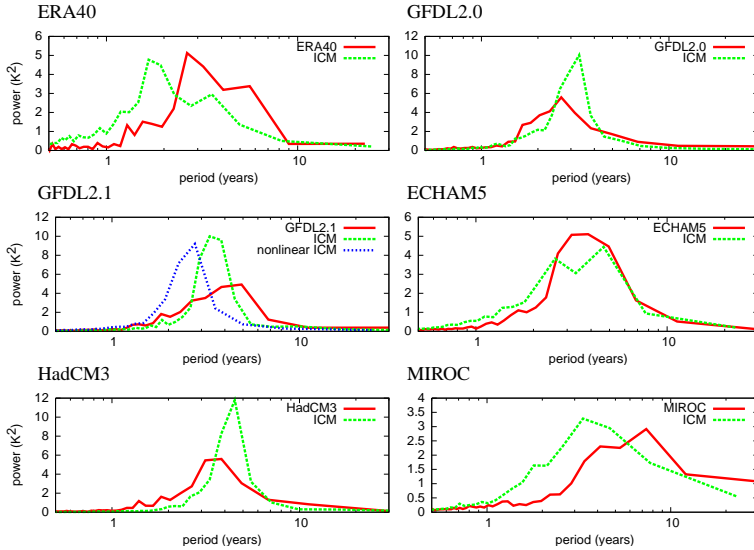 ERA40
GFDL2.0
power (K²)
6
5
4
3
2
1
0
ERA40
ICM
1
10
period (years)
12
10
8
6
4
2
0
GFDL2.0
ICM
1
10
period (years)
GFDL2.1
ECHAM5
power (K²)
12
10
8
6
4
2
0
GFDL2.1
ICM
nonlinear ICM
1
10
period (years)
6
5
4
3
2
1
0
ECHAM5
ICM
1
10
period (years)
HadCM3
MIROC
power (K²)
12
10
8
6
4
2
0
HadCM3
ICM
1
10
period (years)
4
3.5
3
2.5
2
1.5
1
0.5
0
MIROC
ICM
1
10
period (years)